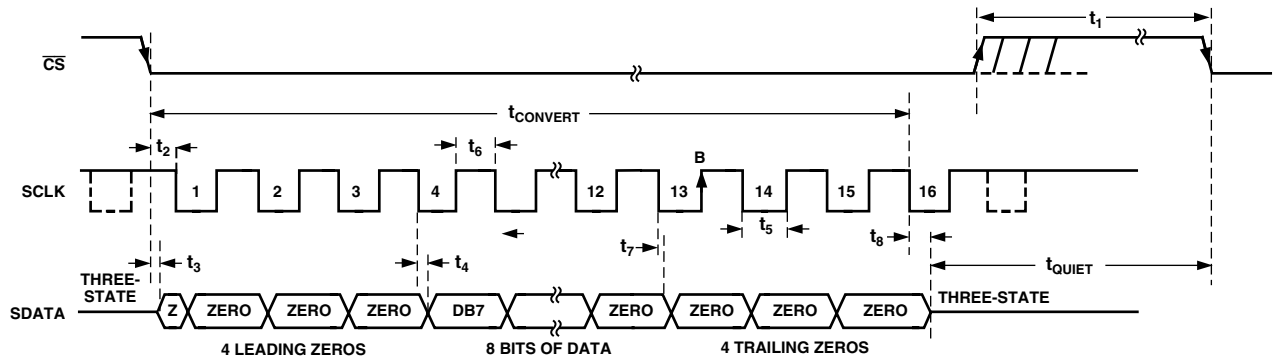 t1
CS
tCONVERT
t2
t6
B
SCLK
1 2 3 4 12 13 14 15 16
t7
t5
t8
t3
t4
tQUIET
THREE-
STATE
THREE-STATE
SDATA
Z ZERO ZERO ZERO DB7 ZERO ZERO ZERO ZERO
4 LEADING ZEROS 8 BITS OF DATA 4 TRAILING ZEROS